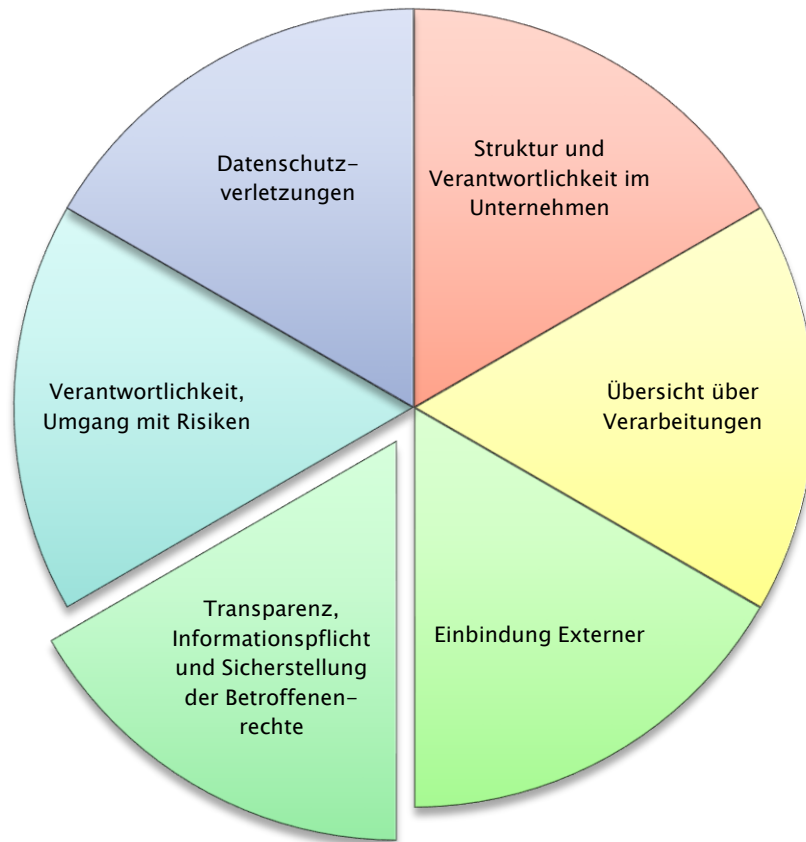 Struktur und
Verantwortlichkeit im
Unternehmen
Übersicht über
Verarbeitungen
Einbindung Externer
Transparenz,
Informationspflicht
und Sicherstellung
der Betroffenen-
rechte
Verantwortlichkeit,
Umgang mit Risiken
Datenschutz-
verletzungen